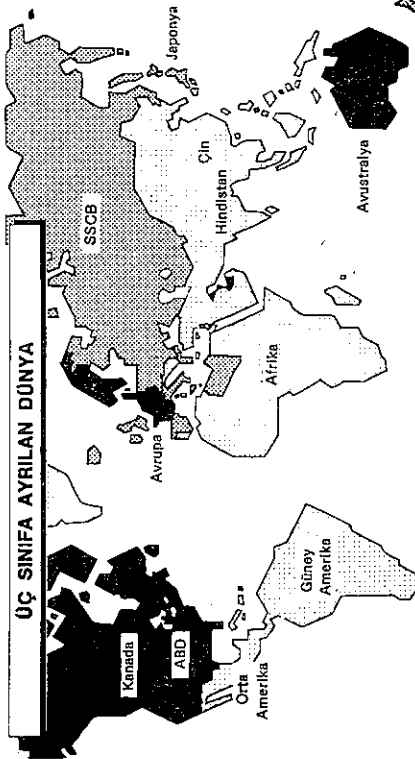 ÜÇ SINIFA AYRILAN DÜNYA
Kanada
ABD
Orta
Amerika
Güney
Amerika
Avrupa
SSCB
Afrika
Hindistan
Çin
Japonya
Avustralya